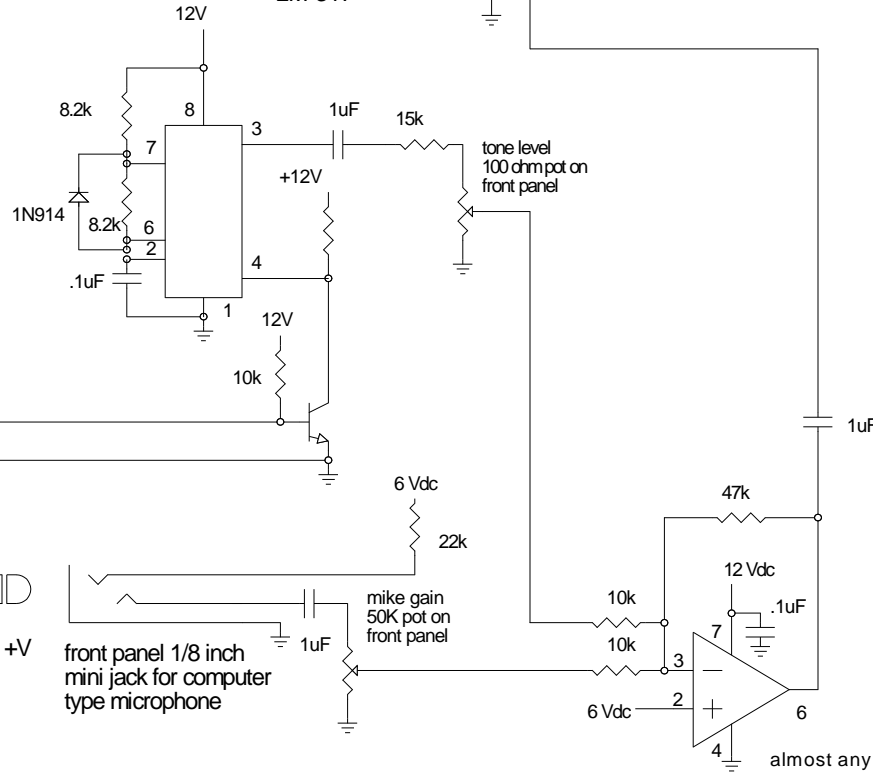 12V
8.2k
8
7
3
1uF
15k
tone level
100 ohm pot on
front panel
+12V
1N914
8.2k
6
2
4
.1uF
1
12V
10k
1uF
6 Vdc
22k
47k
12 Vdc
.1uF
mike gain
50K pot on
front panel
10k
7
10k
1uF
+V
front panel 1/8 inch
mini jack for computer
type microphone
3
2
6 Vdc
6
4
almost any